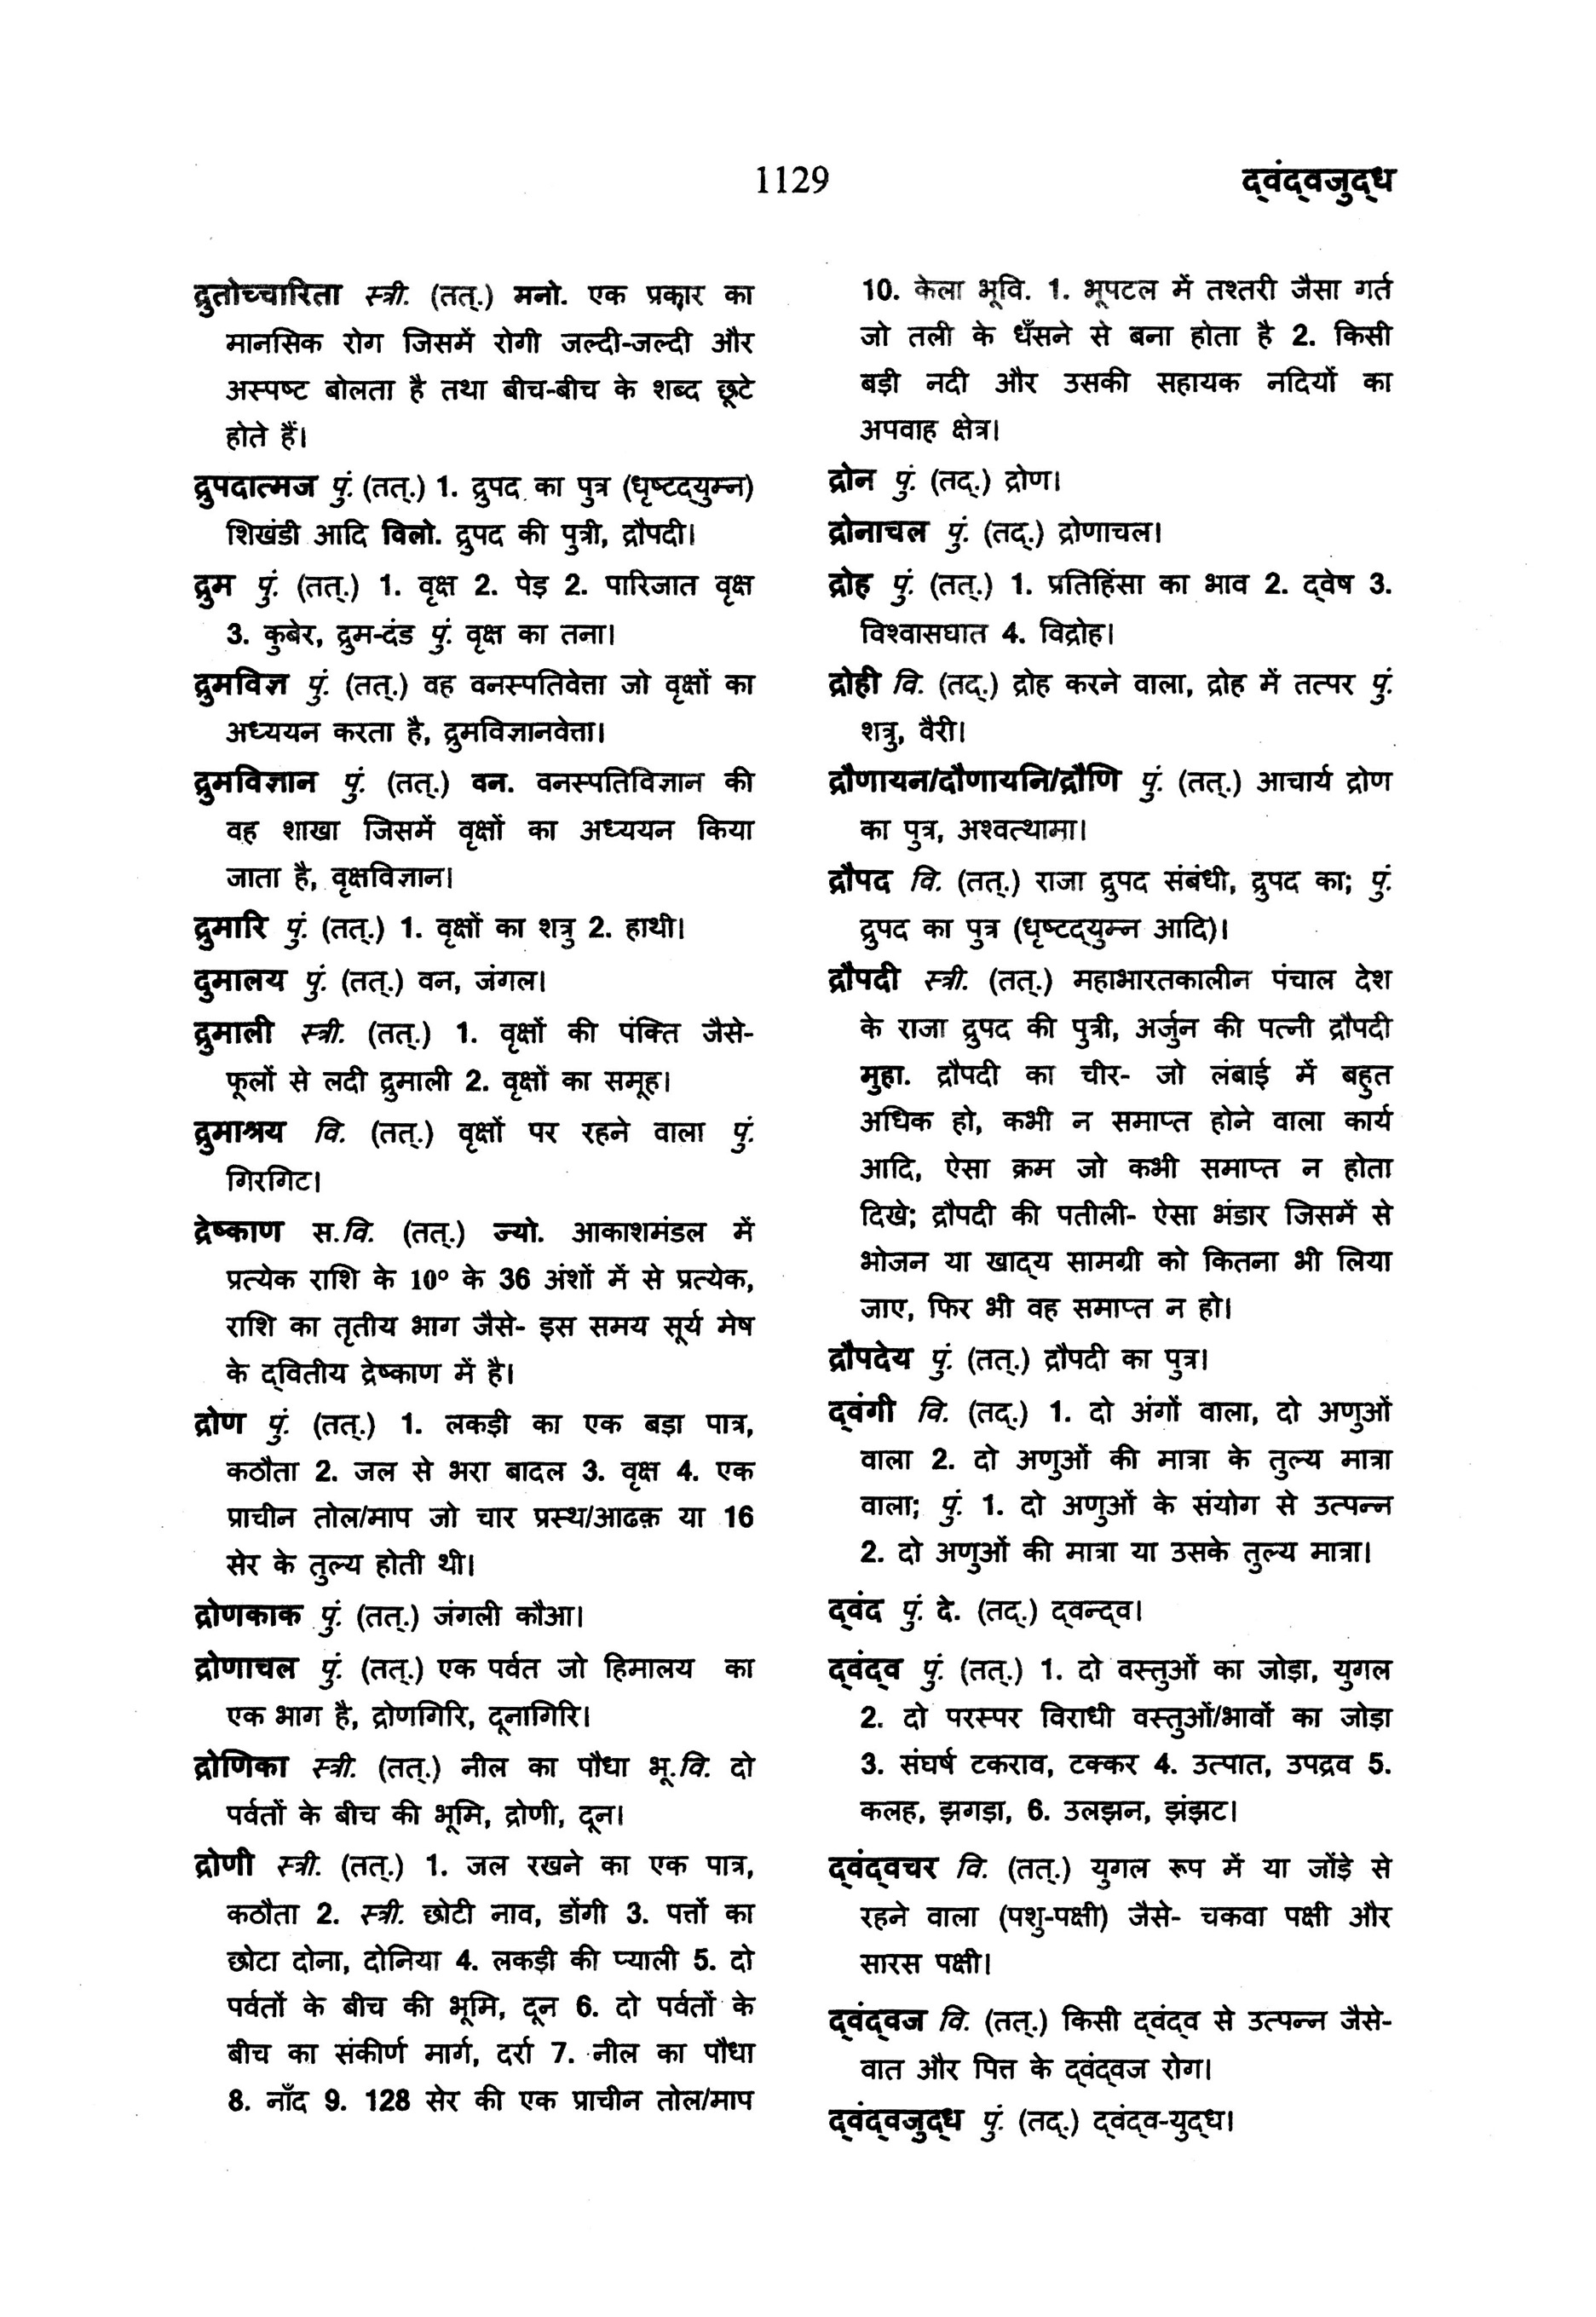 1129
द्वंद्वजुद्ध
द्रुतोच्चारिता स्त्री. (तत्.) मनो. एक प्रकार का
मानसिक रोग जिसमें रोगी जल्दी-जल्दी और
अस्पष्ट बोलता है तथा बीच-बीच के शब्द छूटे
होते हैं।
द्रुपदात्मज पुं. (तत्.) 1. द्रुपद का पुत्र (धृष्टद्युम्न)
शिखंडी आदि विलो. द्रुपद की पुत्री, द्रौपदी।
द्रुम पुं. (तत्.) 1. वृक्ष 2. पेड़ 2. पारिजात वृक्ष
3. कुबेर, द्रुम-दंड पुं. वृक्ष का तना।
द्रुमविज्ञ पुं. (तत्.) वह वनस्पतिवेत्ता जो वृक्षों का
अध्ययन करता है, द्रुमविज्ञानवेत्ता।
द्रुमविज्ञान पुं. (तत्.) वन. वनस्पतिविज्ञान की
वह शाखा जिसमें वृक्षों का अध्ययन किया
जाता है, वृक्षविज्ञान।
द्रुमारि पुं. (तत्.) 1. वृक्षों का शत्रु 2. हाथी।
दुमालय पुं. (तत्.) वन, जंगल।
द्रुमाली स्त्री. (तत्.) 1. वृक्षों की पंक्ति जैसे-
फूलों से लदी द्रुमाली 2. वृक्षों का समूह।
द्रुमाश्रय वि. (तत्.) वृक्षों पर रहने वाला पुं.
गिरगिट।
द्रेष्काण स.वि. (तत्.) ज्यो. आकाशमंडल में
प्रत्येक राशि के 10° के 36 अंशों में से प्रत्येक,
राशि का तृतीय भाग जैसे- इस समय सूर्य मेष
के द्वितीय द्रेष्काण में है।
द्रोण पुं. (तत्.) 1. लकड़ी का एक बड़ा पात्र,
कठौता 2. जल से भरा बादल 3. वृक्ष 4. एक
प्राचीन तोल/माप जो चार प्रस्थ/आढक़ या 16
सेर के तुल्य होती थी।
द्रोणकाक पुं. (तत्.) जंगली कौआ।
द्रोणाचल पुं. (तत्.) एक पर्वत जो हिमालय का
एक भाग है, द्रोणगिरि, दूनागिरि।
द्रोणिका स्त्री. (तत्.) नील का पौधा भू.वि. दो
पर्वतों के बीच की भूमि, द्रोणी, दून।
द्रोणी स्त्री. (तत्.) 1. जल रखने का एक पात्र,
कठौता 2. स्त्री. छोटी नाव, डोंगी 3. पत्तों का
छोटा दोना, दोनिया 4. लकड़ी की प्याली 5. दो
पर्वतों के बीच की भूमि, दून 6. दो पर्वतों के
बीच का संकीर्ण मार्ग, दर्रा 7. नील का पौधा
8. नाँद 9. 128 सेर की एक प्राचीन तोल/माप
10. केला भूवि. 1. भूपटल में तश्तरी जैसा गर्त
जो तली के धँसने से बना होता है 2. किसी
बड़ी नदी और उसकी सहायक नदियों का
अपवाह क्षेत्र।
द्रोन पुं. (तद्.) द्रोण।
द्रोनाचल पुं. (तद्.) द्रोणाचल।
द्रोह पुं. (तत्.) 1. प्रतिहिंसा का भाव 2. द्वेष 3.
विश्वासघात 4. विद्रोह।
द्रोही वि. (तद्.) द्रोह करने वाला, द्रोह में तत्पर पुं.
शत्रु, वैरी।
द्रौणायन/दौणायनि/द्रौणि पुं. (तत्.) आचार्य द्रोण
का पुत्र, अश्वत्थामा।
द्रौपद वि. (तत्.) राजा द्रुपद संबंधी, द्रुपद का; पुं.
द्रुपद का पुत्र (धृष्टद्युम्न आदि)।
द्रौपदी स्त्री. (तत्.) महाभारतकालीन पंचाल देश
के राजा द्रुपद की पुत्री, अर्जुन की पत्नी द्रौपदी
मुहा. द्रौपदी का चीर- जो लंबाई में बहुत
अधिक हो, कभी न समाप्त होने वाला कार्य
आदि, ऐसा क्रम जो कभी समाप्त न होता
दिखे; द्रौपदी की पतीली- ऐसा भंडार जिसमें से
भोजन या खाद्य सामग्री को कितना भी लिया
जाए, फिर भी वह समाप्त न हो।
द्रौपदेय पुं. (तत्.) द्रौपदी का पुत्र।
द्वंगी वि. (तद्.) 1. दो अंगों वाला, दो अणुओं
वाला 2. दो अणुओं की मात्रा के तुल्य मात्रा
वाला; पुं. 1. दो अणुओं के संयोग से उत्पन्न
2. दो अणुओं की मात्रा या उसके तुल्य मात्रा।
द्वंद पुं. दे. (तद्.) द्वन्द्व।
द्वंद्व पुं. (तत्.) 1. दो वस्तुओं का जोड़ा, युगल
2. दो परस्पर विराधी वस्तुओं/भावों का जोड़ा
3. संघर्ष टकराव, टक्कर 4. उत्पात, उपद्रव 5.
कलह, झगड़ा, 6. उलझन, झंझट।
द्वंद्वचर वि. (तत्.) युगल रूप में या जोंड़े से
रहने वाला (पशु-पक्षी) जैसे- चकवा पक्षी और
सारस पक्षी।
द्वंद्वज वि. (तत्.) किसी द्वंद्व से उत्पन्न जैसे-
वात और पित्त के द्वंद्वज रोग।
द्वंद्वजुद्ध पुं. (तद्.) द्वंद्व-युद्ध।